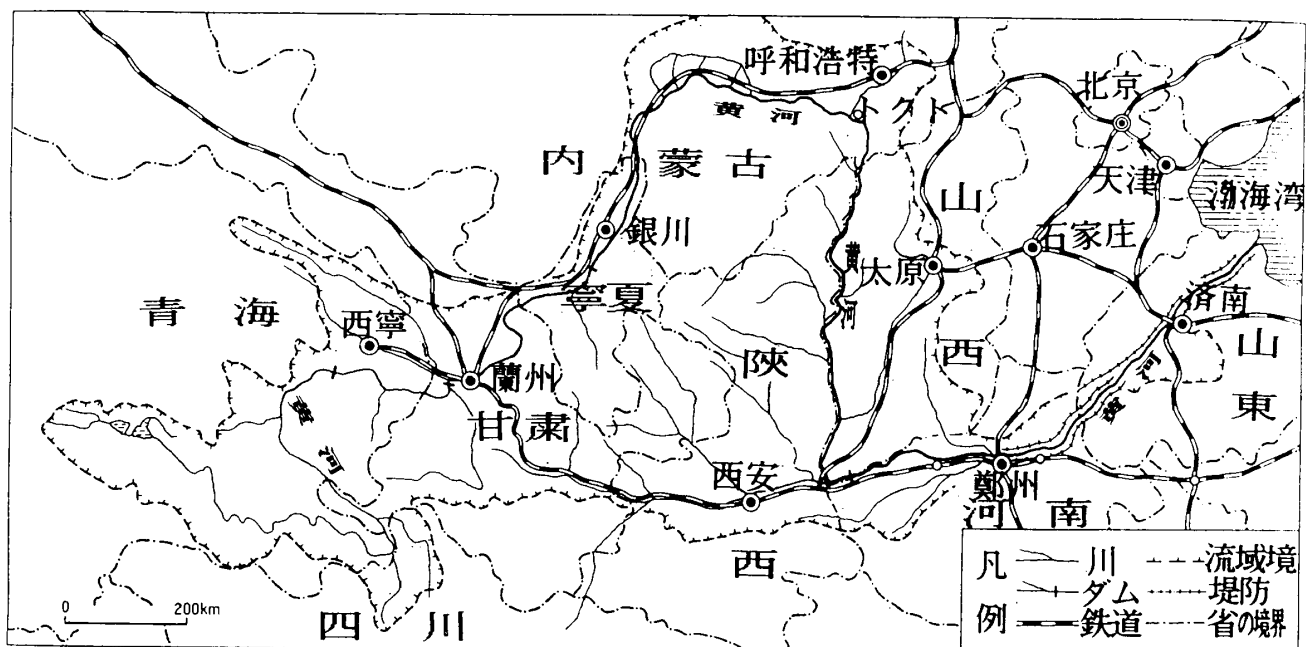 呼和浩特
北京
黄河
トクト
内蒙古
天津
渤海湾
山西
銀川
石家庄
太原
黄河
寧夏
青海
西寧
済南
蘭州
陝西
山東
黄河
甘粛
黄河
西安
鄭州
河南
四川
0 200km
凡例
川
流域境
ダム
堤防
鉄道
省の境界